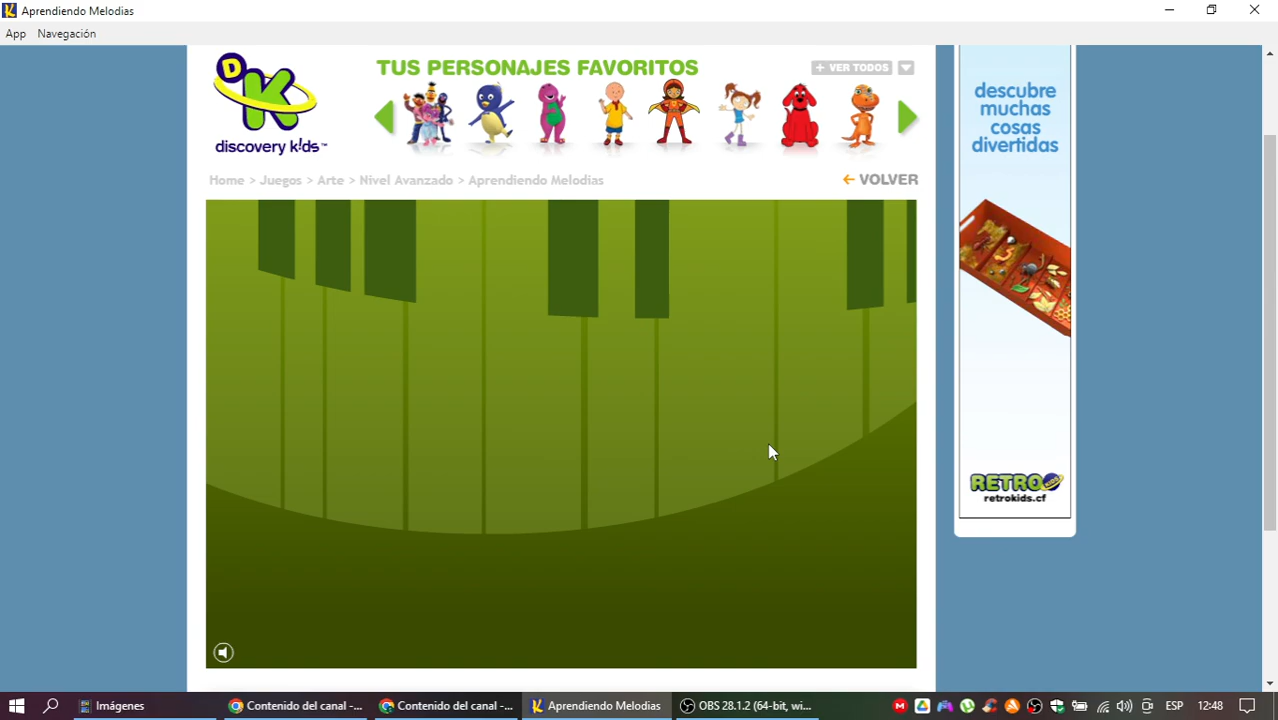 Aprendiendo Melodias
App Navegación
D K
discovery k!ds™
TUS PERSONAJES FAVORITOS
+ VER TODOS
Home > Juegos > Arte > Nivel Avanzado > Aprendiendo Melodías
VOLVER
descubre
muchas
cosas
divertidas
RETRO KIDS
retrokids.cf
Imágenes
Contenido del canal -...
Contenido del canal -...
Aprendiendo Melodias
OBS 28.1.2 (64-bit, wi...
ESP
12:48